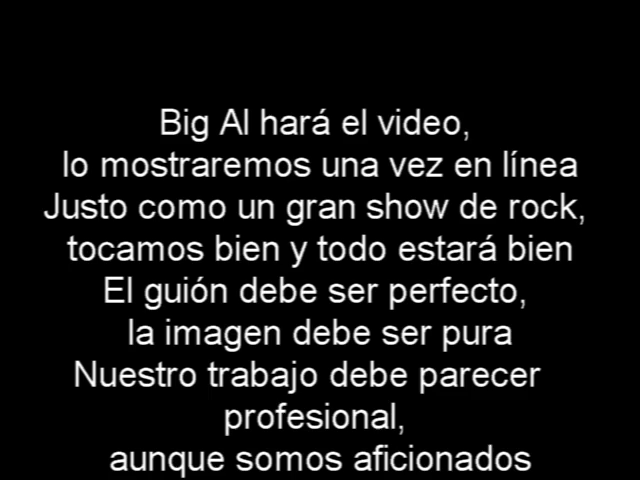 Big Al hará el video,
lo mostraremos una vez en línea
Justo como un gran show de rock,
tocamos bien y todo estará bien
El guión debe ser perfecto,
la imagen debe ser pura
Nuestro trabajo debe parecer
profesional,
aunque somos aficionados